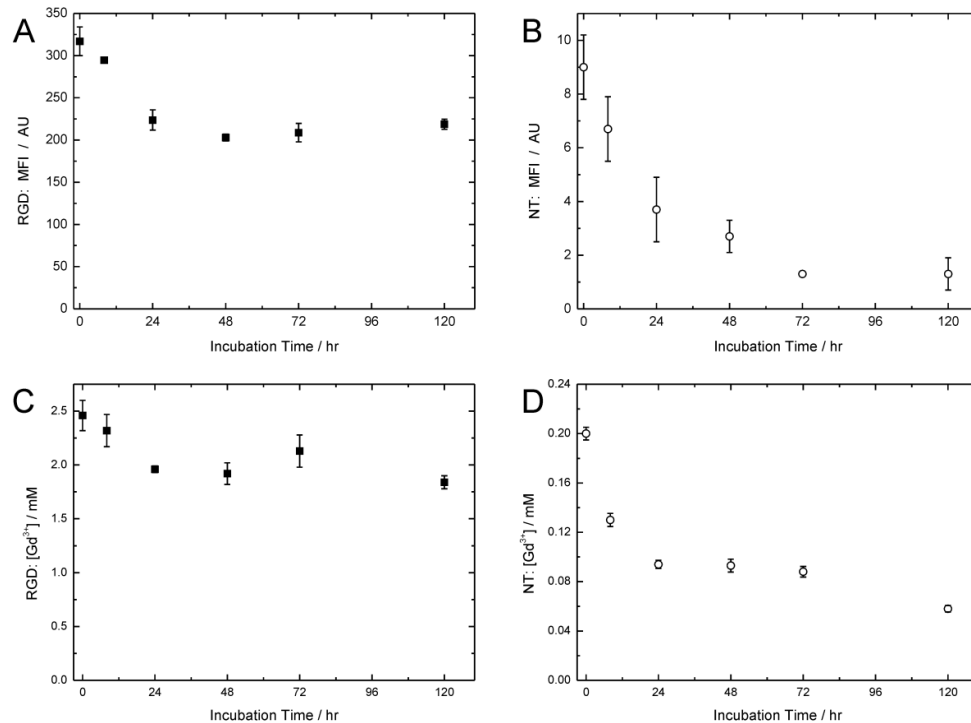 A
RGD: MFI / AU
350
300
250
200
150
100
50
0
0 24 48 72 96 120
Incubation Time / hr
B
NT: MFI / AU
10
8
6
4
2
0
0 24 48 72 96 120
Incubation Time / hr
C
RGD: [Gd³⁺] / mM
2.5
2.0
1.5
1.0
0.5
0.0
0 24 48 72 96 120
Incubation Time / hr
D
NT: [Gd³⁺] / mM
0.24
0.20
0.16
0.12
0.08
0.04
0.00
0 24 48 72 96 120
Incubation Time / hr